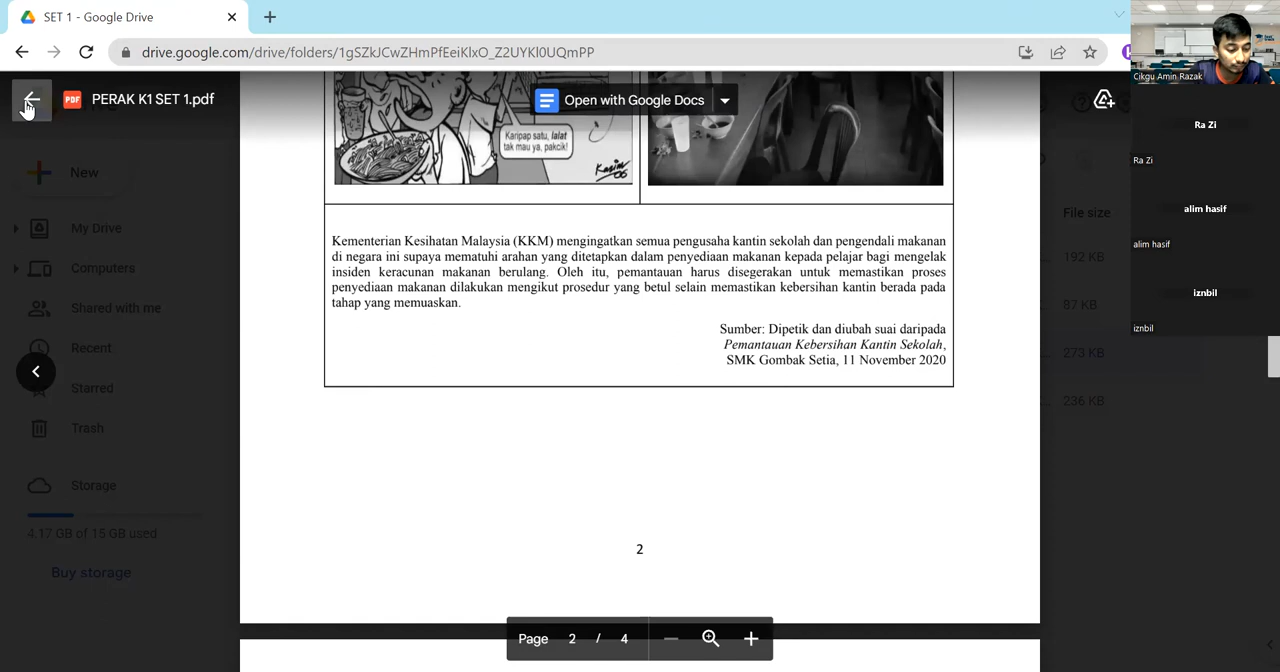 SET 1 - Google Drive
drive.google.com/drive/folders/1gSZkJCwZHmPfEeiKlxO_Z2UYKl0UQmPP
Cikgu Amin Razak
PDF
PERAK K1 SET 1.pdf
Open with Google Docs
Ra Zi
Ra Zi
alim hasif
alim hasif
iznbil
iznbil
New
My Drive
Computers
Shared with me
Recent
Starred
Trash
Storage
4.17 GB of 15 GB used
Buy storage
File size
192 KB
87 KB
273 KB
236 KB
Karipap satu, lalat
tak mau ya, pakcik!
Kementerian Kesihatan Malaysia (KKM) mengingatkan semua pengusaha kantin sekolah dan pengendali makanan
di negara ini supaya mematuhi arahan yang ditetapkan dalam penyediaan makanan kepada pelajar bagi mengelak
insiden keracunan makanan berulang. Oleh itu, pemantauan harus disegerakan untuk memastikan proses
penyediaan makanan dilakukan mengikut prosedur yang betul selain memastikan kebersihan kantin berada pada
tahap yang memuaskan.
Sumber: Dipetik dan diubah suai daripada
Pemantauan Kebersihan Kantin Sekolah,
SMK Gombak Setia, 11 November 2020
2
Page 2 / 4